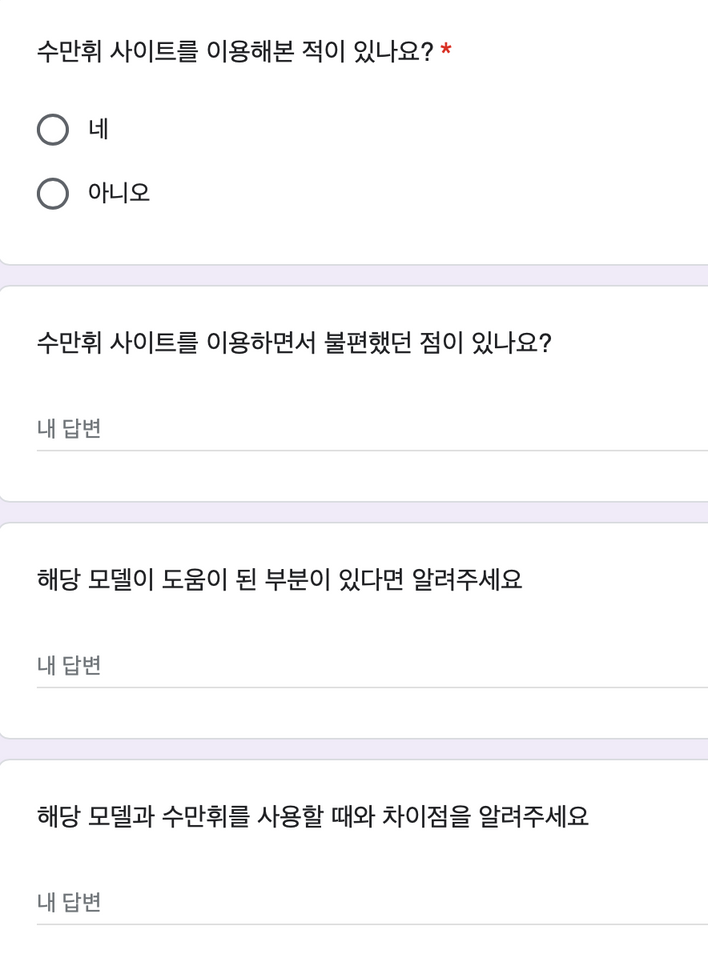 수만휘 사이트를 이용해본 적이 있나요? *
네
아니오
수만휘 사이트를 이용하면서 불편했던 점이 있나요?
내 답변
해당 모델이 도움이 된 부분이 있다면 알려주세요
내 답변
해당 모델과 수만휘를 사용할 때와 차이점을 알려주세요
내 답변